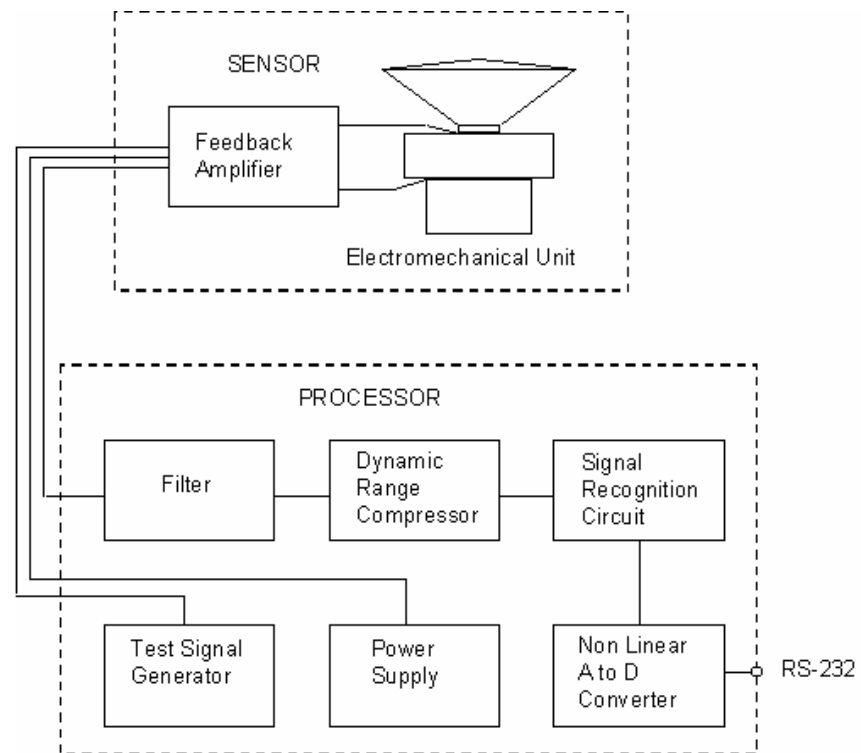 SENSOR
Feedback
Amplifier
Electromechanical Unit
PROCESSOR
Filter
Dynamic
Range
Compressor
Signal
Recognition
Circuit
Test Signal
Generator
Power
Supply
Non Linear
A to D
Converter
RS-232